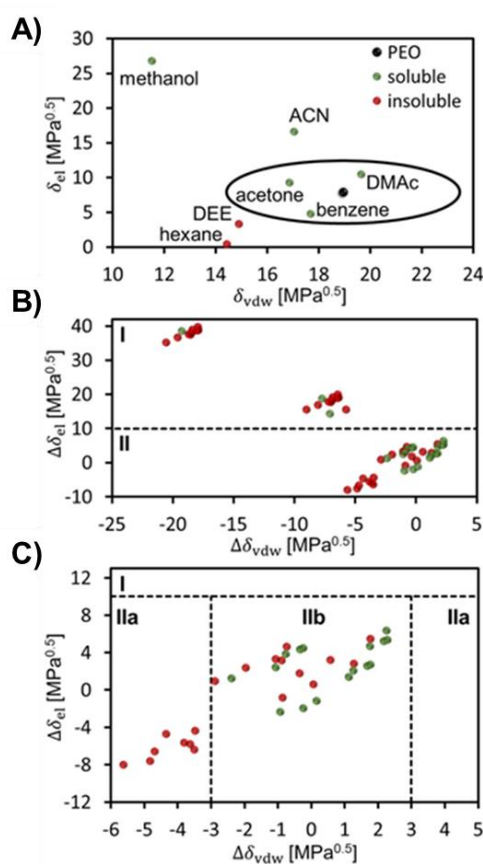 A)
30
25
20
15
10
5
0
δel [MPa0.5]
PEO
soluble
insoluble
methanol
ACN
acetone
DMAc
benzene
DEE
hexane
10 12 14 16 18 20 22 24
δvdw [MPa0.5]
B)
40
30
20
10
0
-10
Δδel [MPa0.5]
I
II
-25 -20 -15 -10 -5 0 5
Δδvdw [MPa0.5]
C)
12
8
4
0
-4
-8
-12
Δδel [MPa0.5]
I
IIa IIb IIa
-6 -5 -4 -3 -2 -1 0 1 2 3 4 5
Δδvdw [MPa0.5]